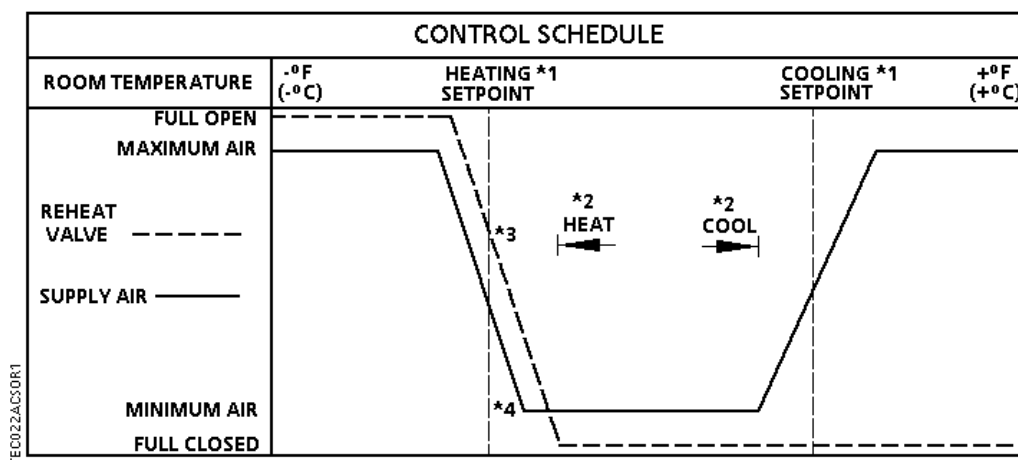 CONTROL SCHEDULE
ROOM TEMPERATURE
-ºF
(-ºC)
HEATING *1
SETPOINT
COOLING *1
SETPOINT
+ºF
(+ºC)
FULL OPEN
MAXIMUM AIR
REHEAT
VALVE
SUPPLY AIR
*2
HEAT
*2
COOL
*3
*4
MINIMUM AIR
FULL CLOSED
TEC022ACSOR1